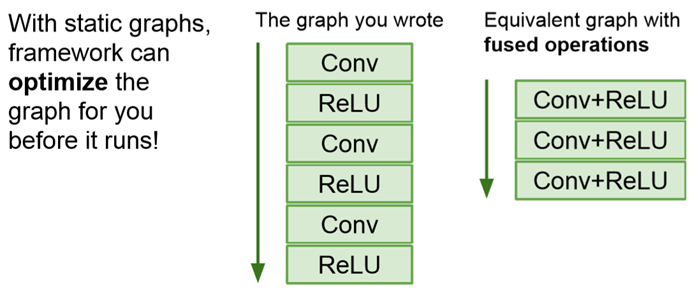 With static graphs,
framework can
optimize the
graph for you
before it runs!
The graph you wrote
Conv
ReLU
Conv
ReLU
Conv
ReLU
Equivalent graph with
fused operations
Conv+ReLU
Conv+ReLU
Conv+ReLU